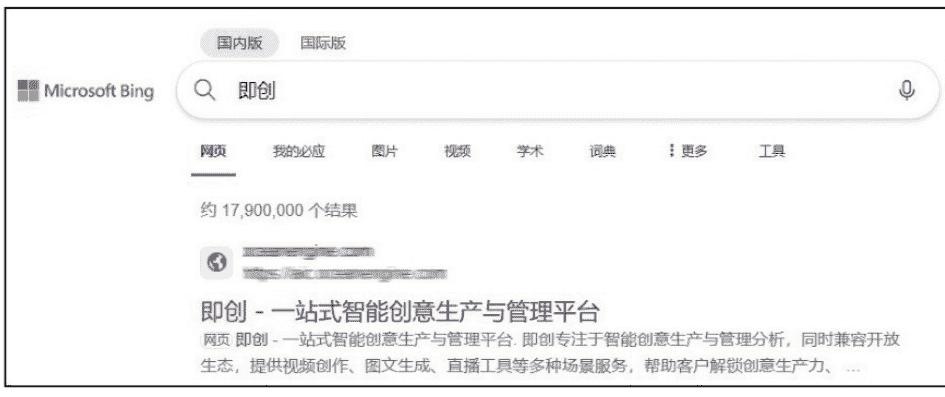 国内版 国际版
Microsoft Bing 即创
网页 我的必应 图片 视频 学术 词典 更多 工具
约 17,900,000 个结果
即创 - 一站式智能创意生产与管理平台
网页 即创 - 一站式智能创意生产与管理平台. 即创专注于智能创意生产与管理分析，同时兼容开放
生态，提供视频创作、图文生成、直播工具等多种场景服务，帮助客户解锁创意生产力、 ...